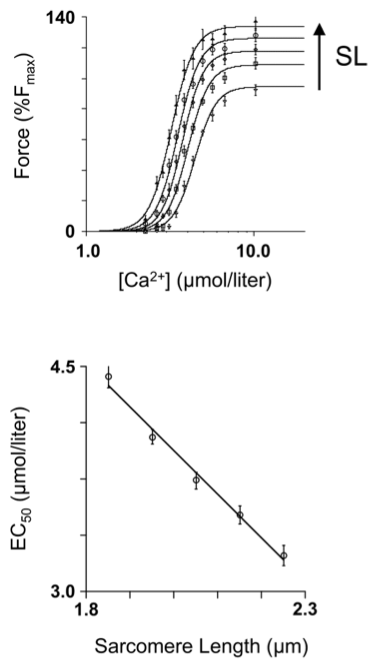 140
Force (%Fmax)
SL
0
1.0
10.0
[Ca²⁺] (μmol/liter)
4.5
EC₅₀ (μmol/liter)
3.0
1.8
2.3
Sarcomere Length (μm)